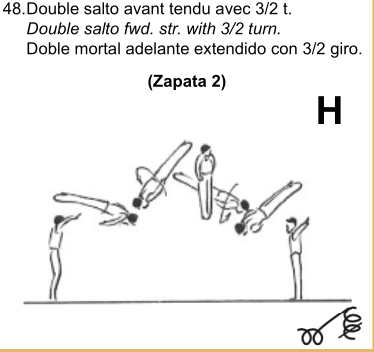 48.Double salto avant tendu avec 3/2 t.
Double salto fwd. str. with 3/2 turn.
Doble mortal adelante extendido con 3/2 giro.
(Zapata 2)
H